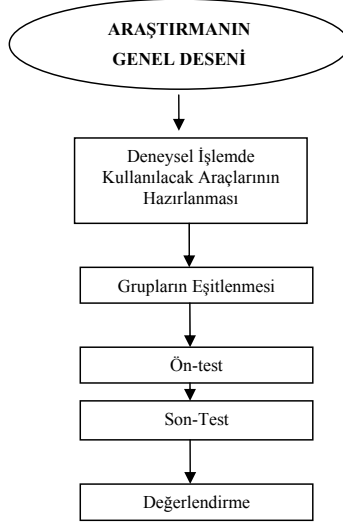 ARAŞTIRMANIN
GENEL DESENİ
Deneysel İşlemde
Kullanılacak Araçlarının
Hazırlanması
Grupların Eşitlenmesi
Ön-test
Son-Test
Değerlendirme